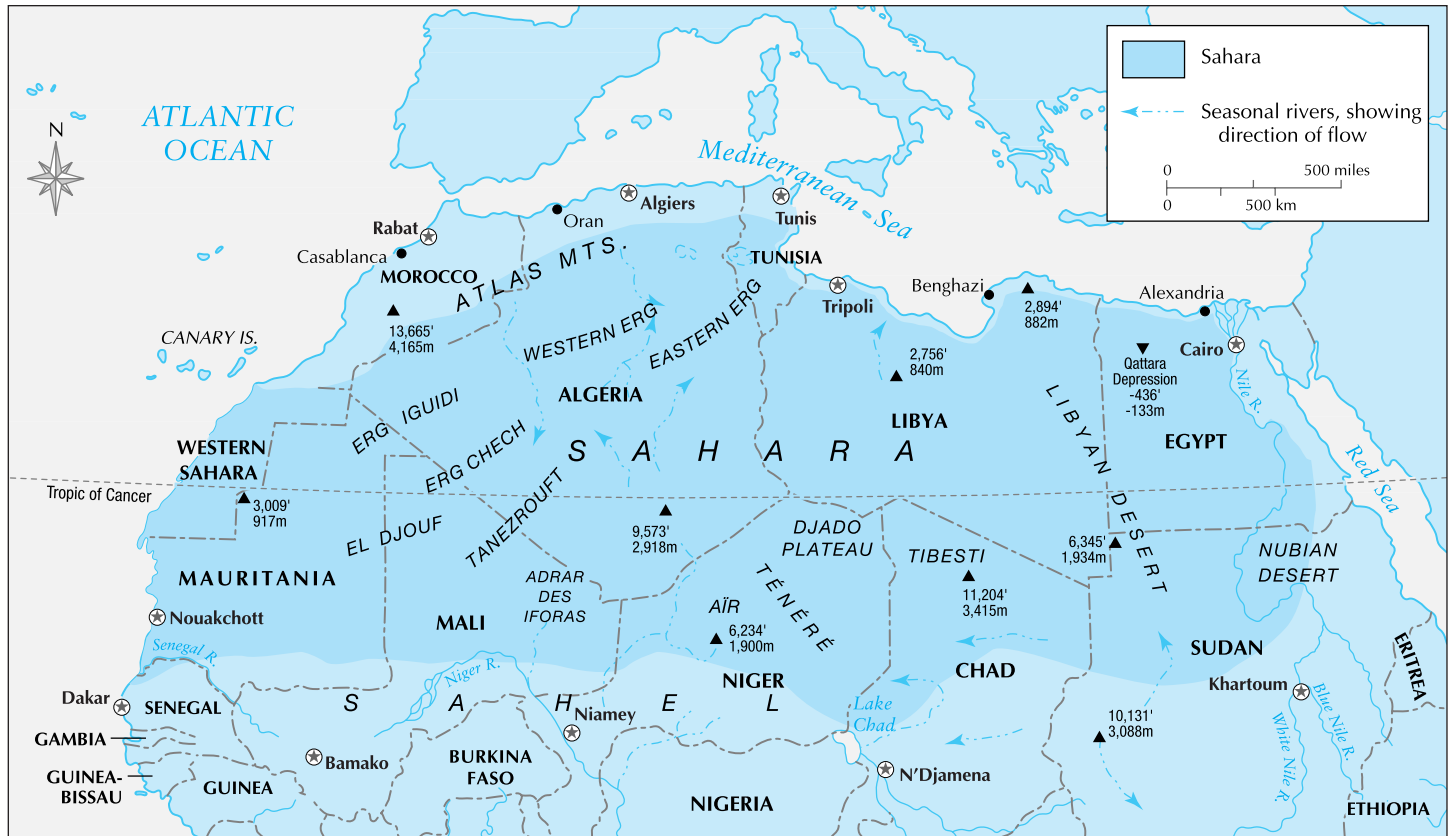 Sahara
Seasonal rivers, showing
direction of flow
0 500 miles
0 500 km
N
ATLANTIC
OCEAN
Mediterranean Sea
Algiers
Oran
Tunis
Rabat
Casablanca
MOROCCO
ATLAS MTS.
TUNISIA
Tripoli
Benghazi
2,894'
882m
Alexandria
13,665'
4,165m
CANARY IS.
WESTERN ERG
EASTERN ERG
2,756'
840m
Cairo
Qattara
Depression
-436'
-133m
Nile R.
ALGERIA
ERG IGUIDI
LIBYA
LIBYAN DESERT
EGYPT
WESTERN
SAHARA
ERG CHECH
SAHARA
Red Sea
Tropic of Cancer
3,009'
917m
EL DJOUF
TANEZROUFT
9,573'
2,918m
DJADO
PLATEAU
TIBESTI
6,345'
1,934m
NUBIAN
DESERT
MAURITANIA
ADRAR
DES
IFORAS
AÏR
TÉNÉRÉ
11,204'
3,415m
Nouakchott
MALI
6,234'
1,900m
SUDAN
ERITREA
Senegal R.
Niger R.
NIGER
CHAD
Khartoum
Blue Nile R.
White Nile R.
Dakar
SENEGAL
SAHEL
Niamey
Lake
Chad
10,131'
3,088m
GAMBIA
Bamako
BURKINA
FASO
N'Djamena
GUINEA-
BISSAU
GUINEA
NIGERIA
ETHIOPIA